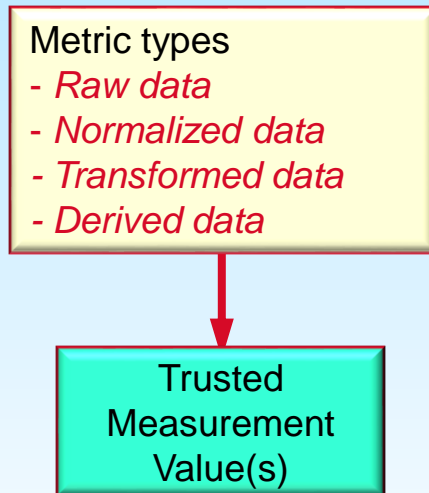 Metric types
- Raw data
- Normalized data
- Transformed data
- Derived data
Trusted
Measurement
Value(s)